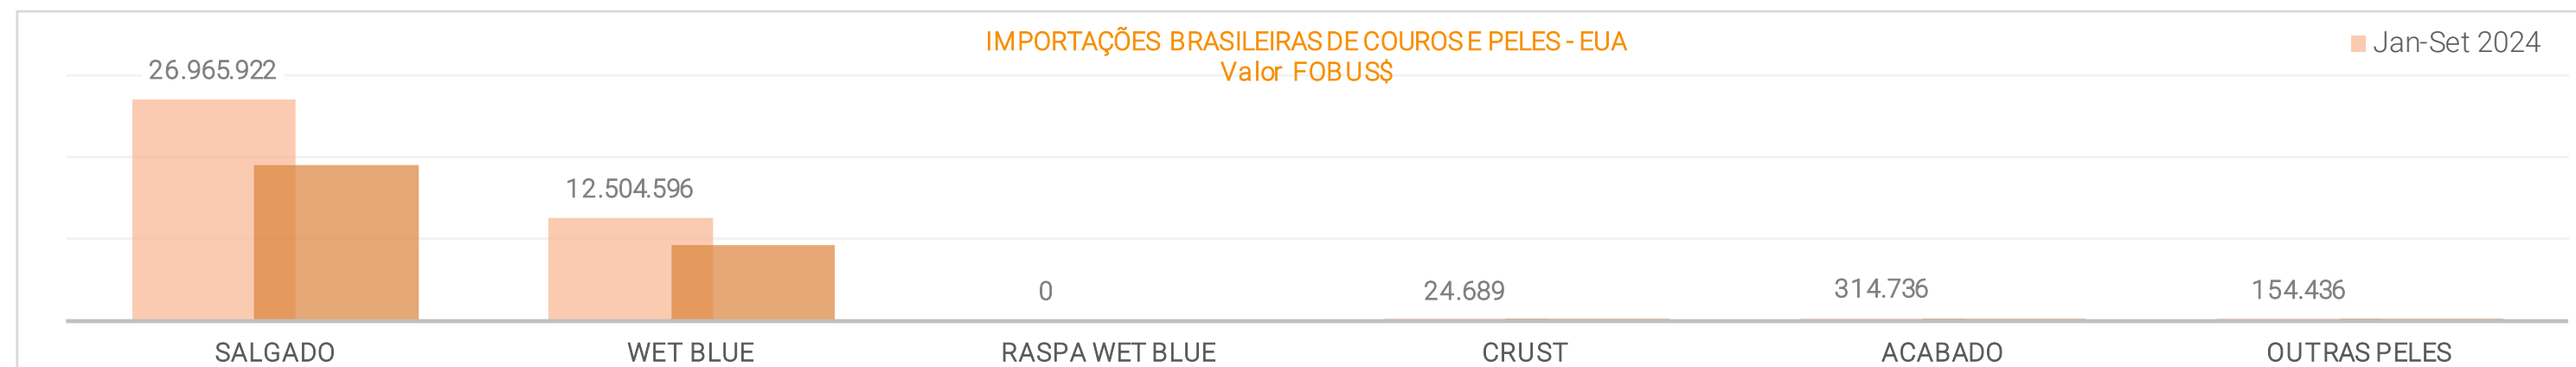 IMPORTAÇÕES BRASILEIRAS DE COUROS E PELES - EUA
Valor FOB US$
Jan-Set 2024
26.965.922
12.504.596
0
24.689
314.736
154.436
SALGADO
WET BLUE
RASPA WET BLUE
CRUST
ACABADO
OUTRAS PELES